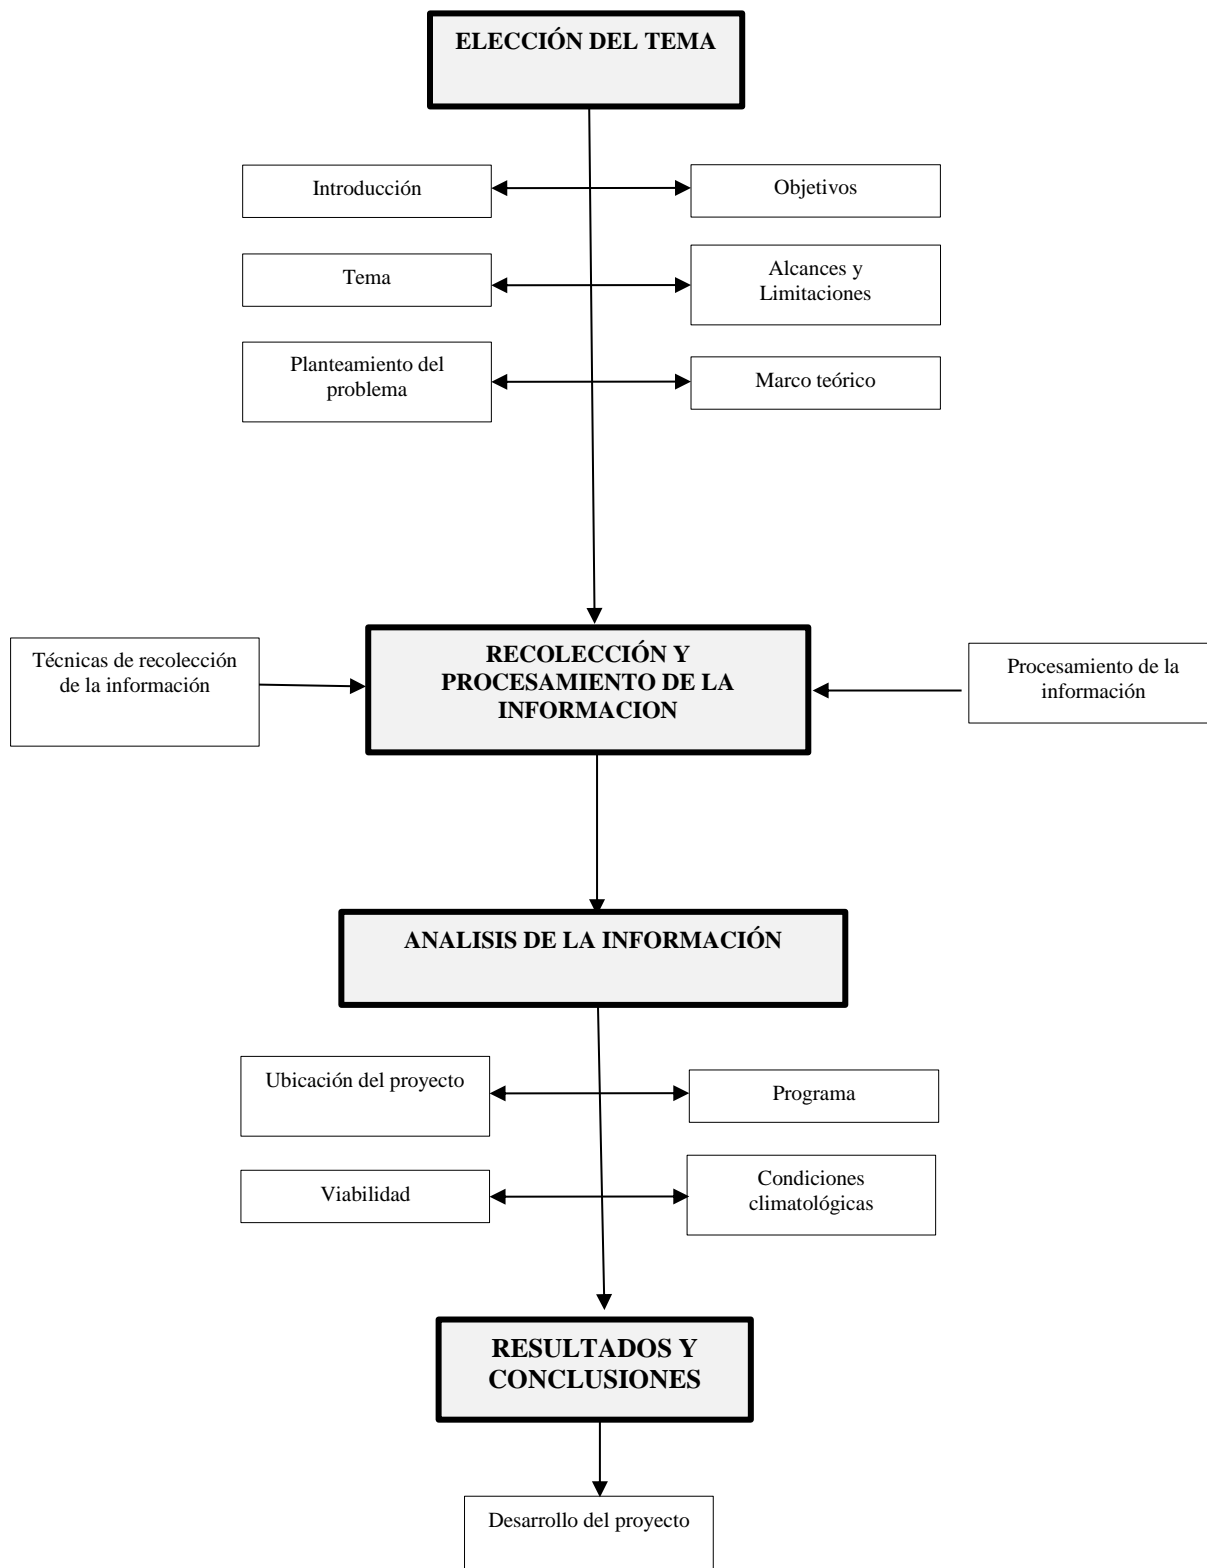 ELECCIÓN DEL TEMA
Introducción
Objetivos
Tema
Alcances y
Limitaciones
Planteamiento del
problema
Marco teórico
Técnicas de recolección
de la información
RECOLECCIÓN Y
PROCESAMIENTO DE LA
INFORMACION
Procesamiento de la
información
ANALISIS DE LA INFORMACIÓN
Ubicación del proyecto
Programa
Viabilidad
Condiciones
climatológicas
RESULTADOS Y
CONCLUSIONES
Desarrollo del proyecto